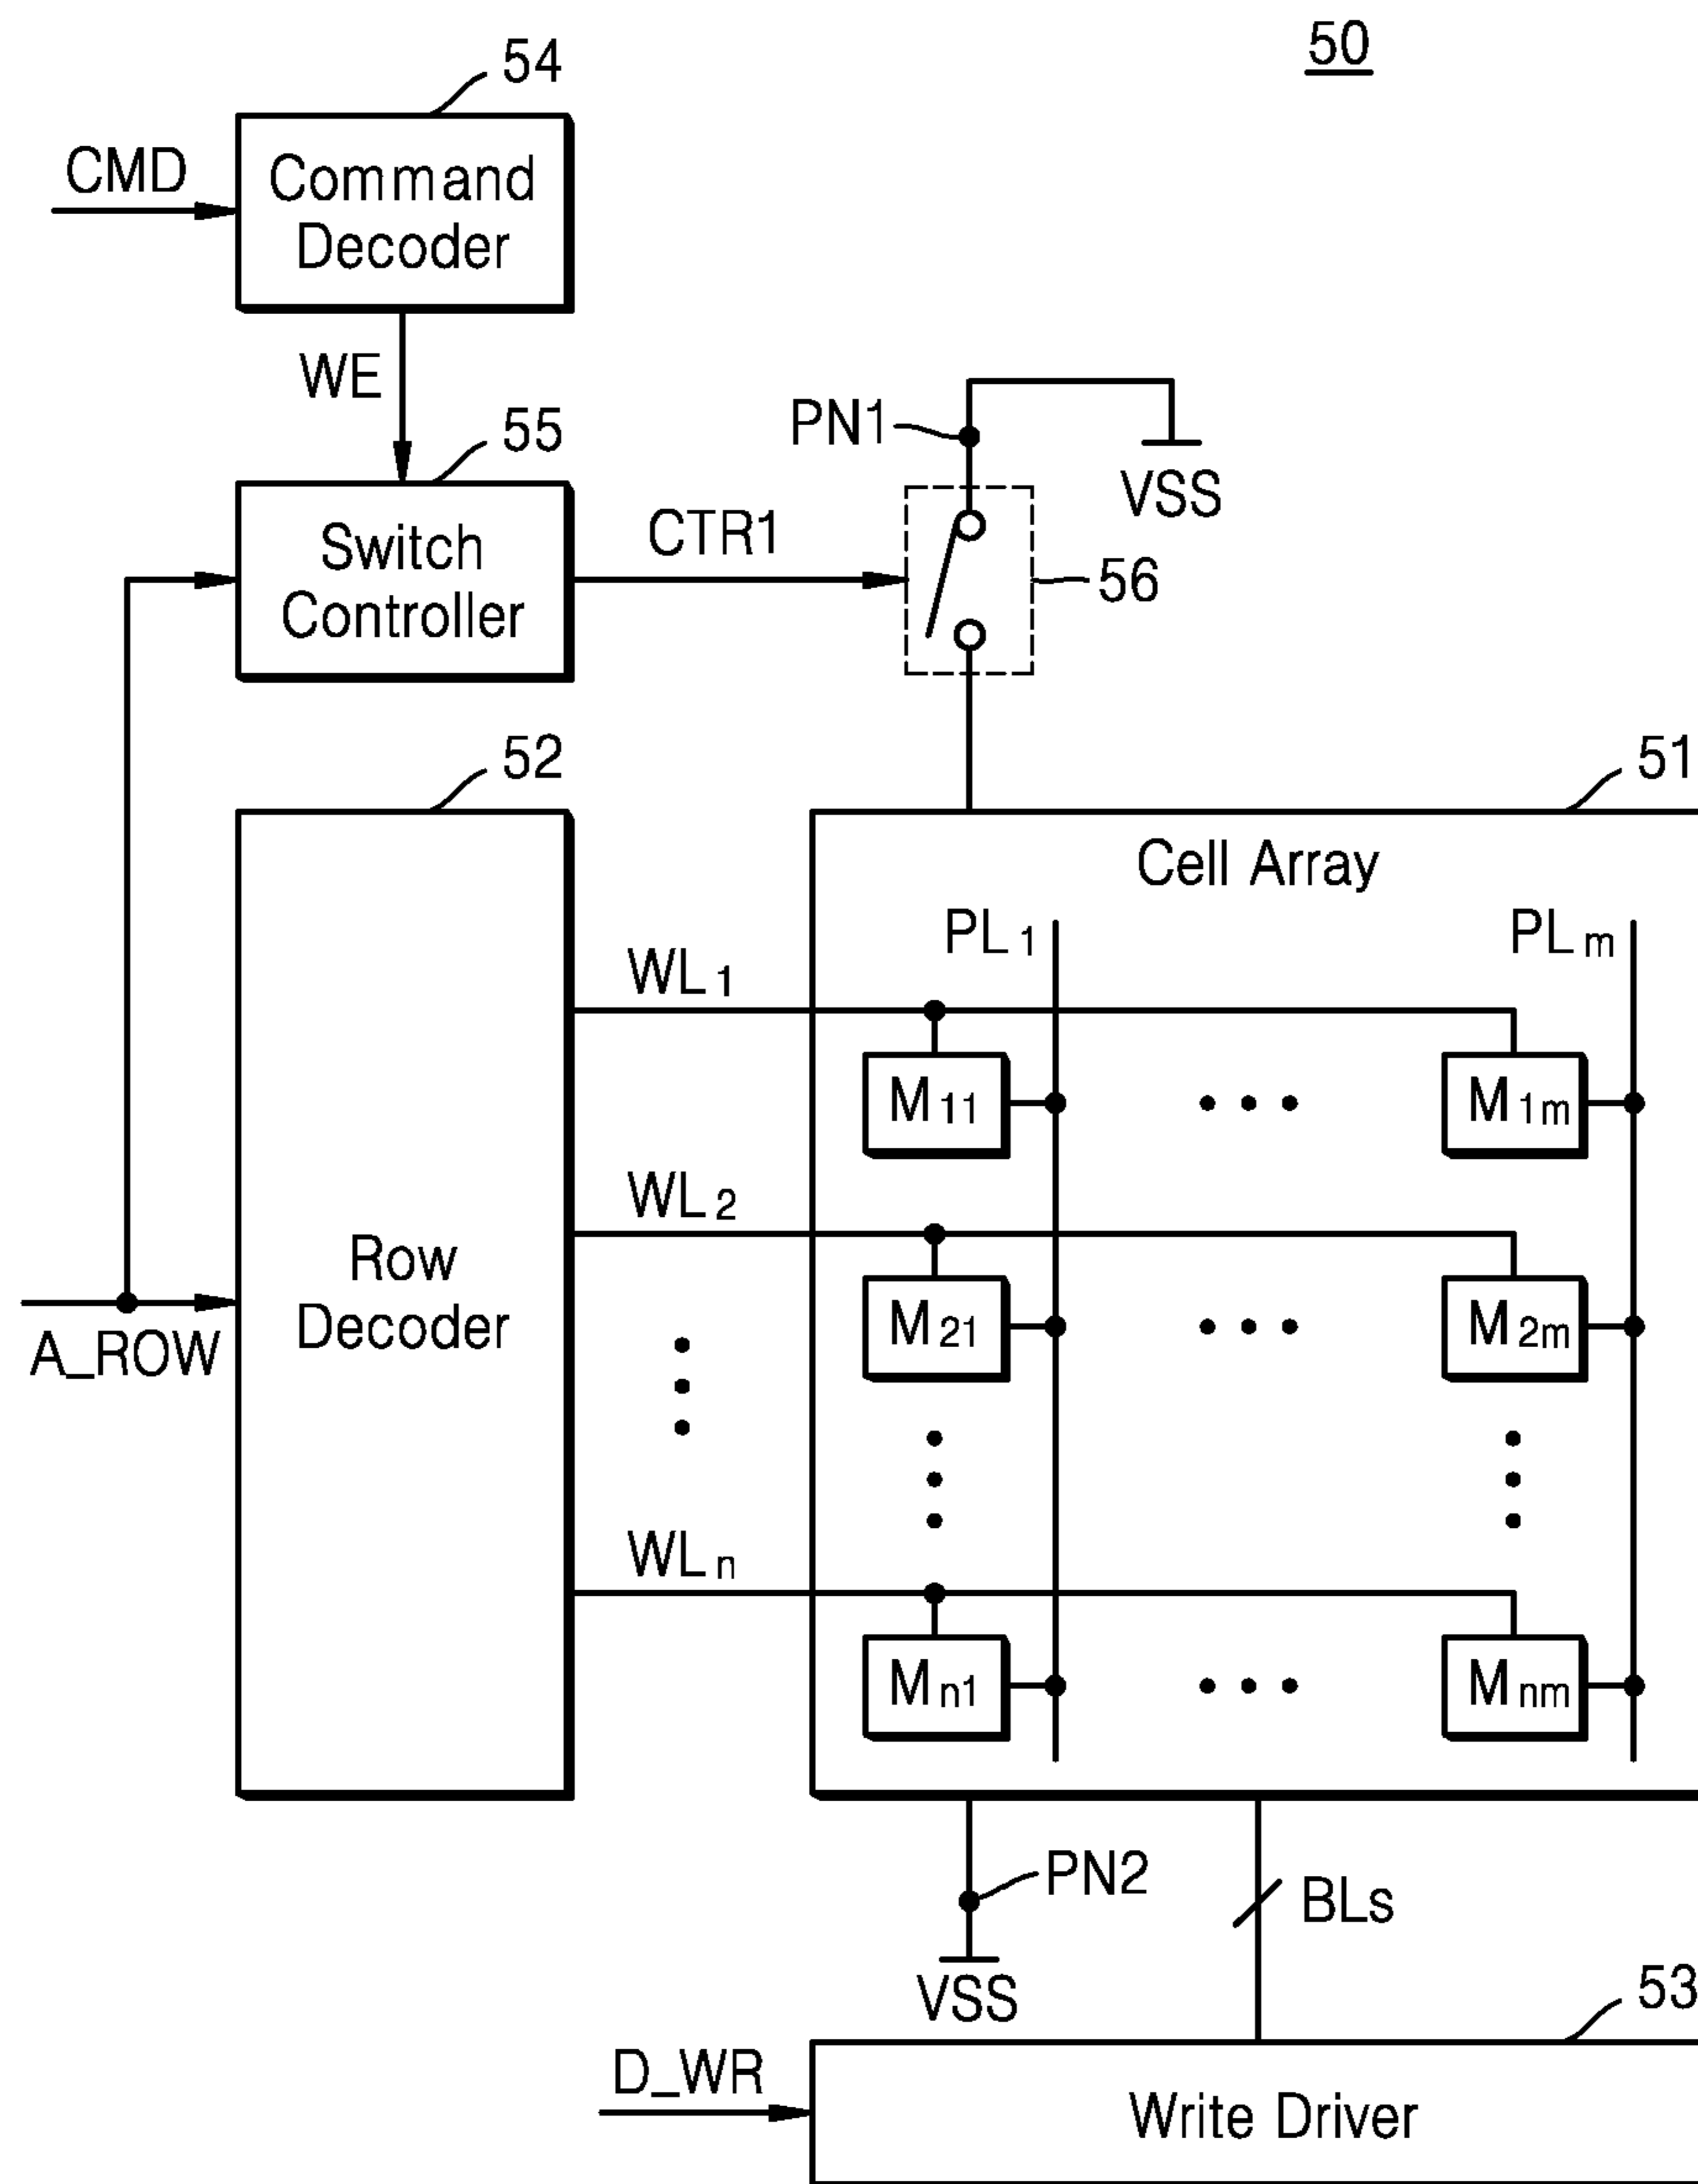 50
54
CMD
Command
Decoder
WE
55
PN1
VSS
Switch
Controller
CTR1
56
52
51
Cell Array
PL1
PLm
WL1
M11
M1m
WL2
Row
Decoder
M21
M2m
A_ROW
WLn
Mn1
Mnm
PN2
BLs
VSS
53
D_WR
Write Driver